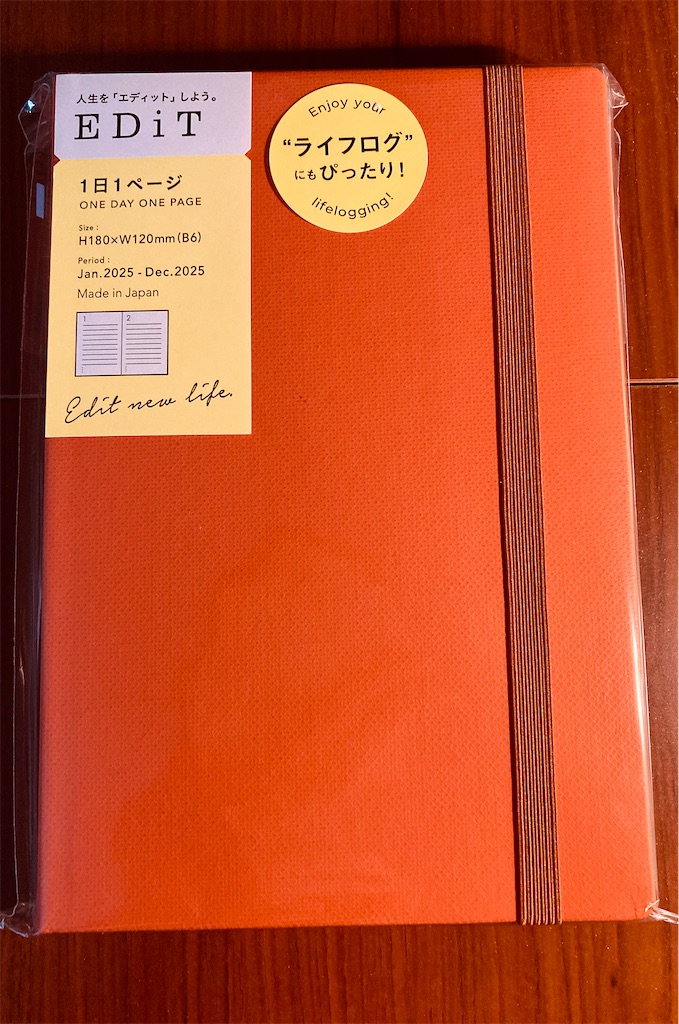 人生を「エディット」しよう。
EDiT
1日1ページ
ONE DAY ONE PAGE
Size :
H180×W120mm(B6)
Period :
Jan.2025 - Dec.2025
Made in Japan
1 2
Edit new life.
Enjoy your
“ライフログ”
にもぴったり!
lifelogging!